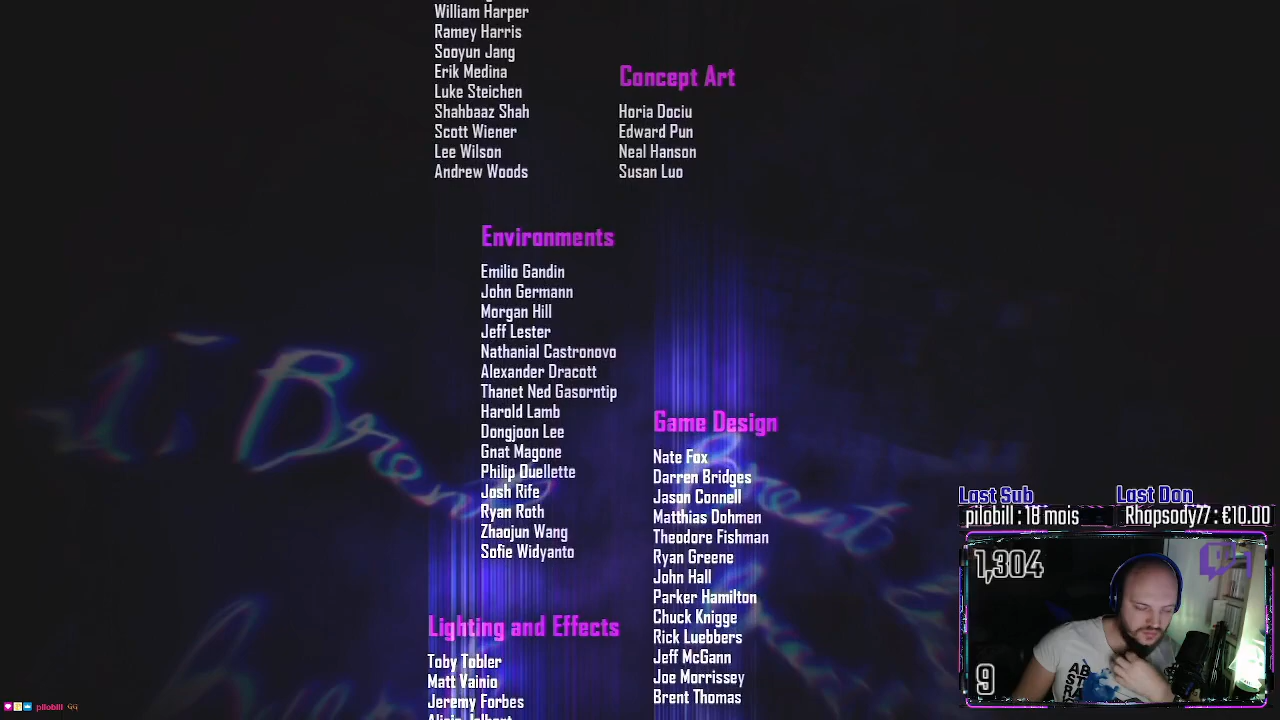 William Harper
Ramey Harris
Sooyun Jang
Erik Medina
Luke Steichen
Shahbaaz Shah
Scott Wiener
Lee Wilson
Andrew Woods
Concept Art
Horia Dociu
Edward Pun
Neal Hanson
Susan Luo
Environments
Emilio Gandin
John Germann
Morgan Hill
Jeff Lester
Nathanial Castronovo
Alexander Dracott
Thanet Ned Gasorntip
Harold Lamb
Dongjoon Lee
Gnat Magone
Philip Ouellette
Josh Rife
Ryan Roth
Zhaojun Wang
Sofie Widyanto
Game Design
Nate Fox
Darren Bridges
Jason Connell
Matthias Dohmen
Theodore Fishman
Ryan Greene
John Hall
Parker Hamilton
Chuck Knigge
Rick Luebbers
Jeff McGann
Joe Morrissey
Brent Thomas
Lighting and Effects
Toby Tobler
Matt Vainio
Jeremy Forbes
Last Sub
pilobill : 18 mois
Last Don
Rhapsody77 : €10.00
1,304
9
pilobill